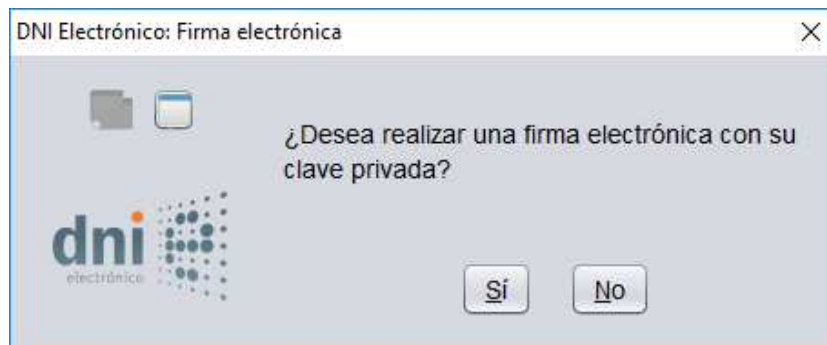 DNI Electrónico: Firma electrónica
¿Desea realizar una firma electrónica con su
clave privada?
dni
electrónico
Sí
No